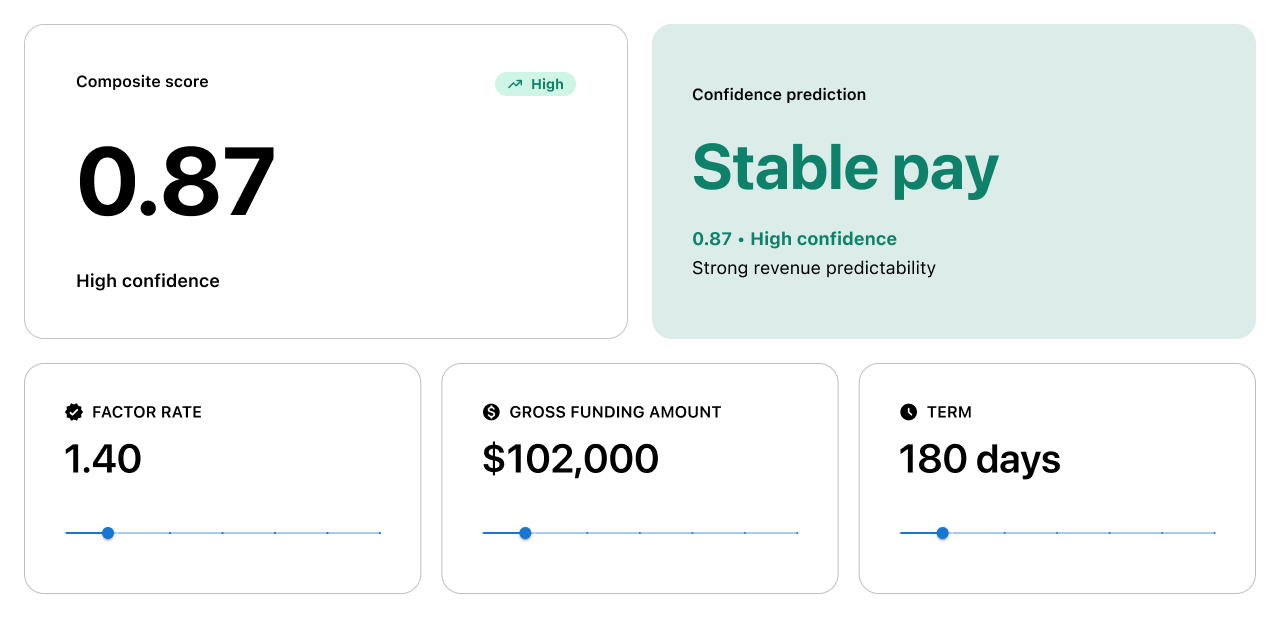 Composite score
High
0.87
High confidence
Confidence prediction
Stable pay
0.87 • High confidence
Strong revenue predictability
FACTOR RATE
1.40
GROSS FUNDING AMOUNT
$102,000
TERM
180 days